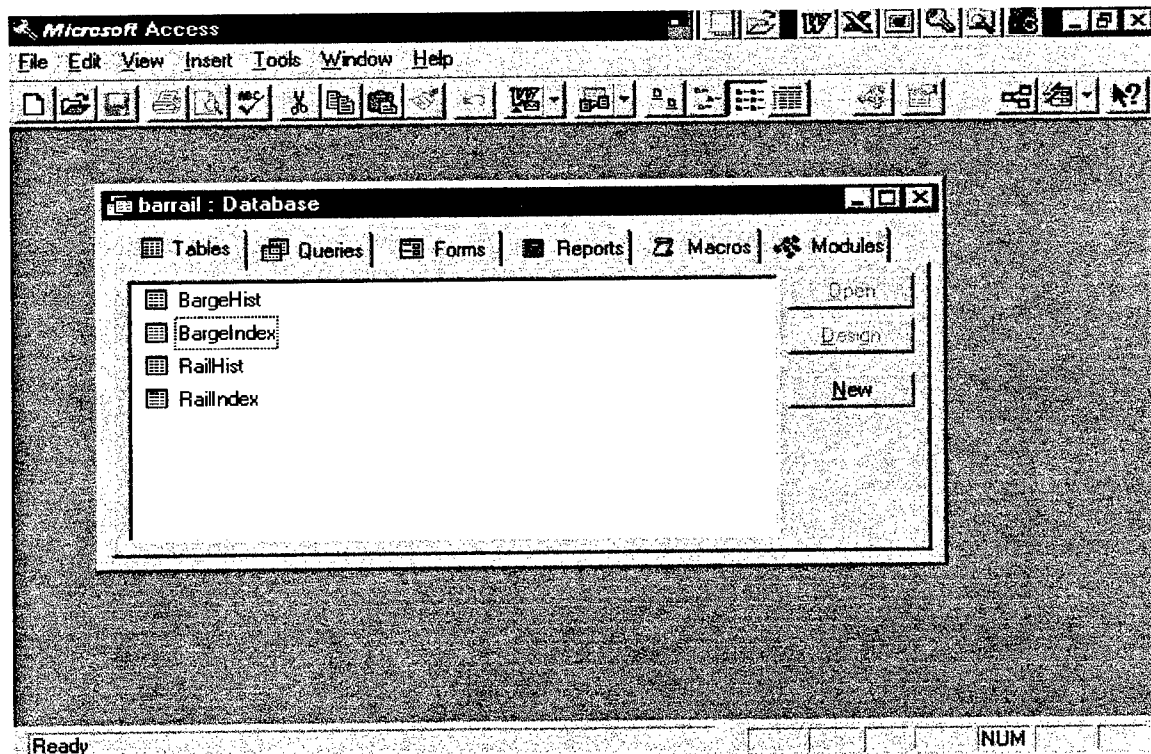 Microsoft Access
File Edit View Insert Tools Window Help
barrail : Database
Tables Queries Forms Reports Macros Modules
BargeHist
BargeIndex
RailHist
RailIndex
Open
Design
New
Ready
NUM